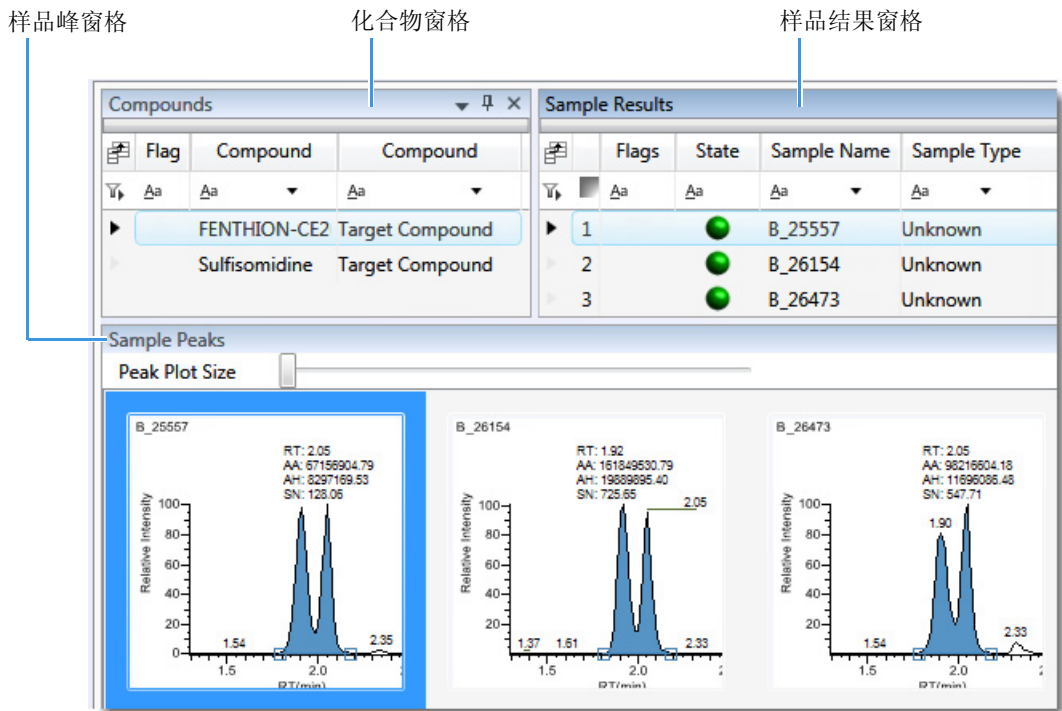 样品峰窗格 化合物窗格 样品结果窗格
Compounds
Sample Results
Flag Compound Compound
Flags State Sample Name Sample Type
Aa Aa Aa
Aa Aa Aa Aa
FENTHION-CE2 Target Compound
1 B_25557 Unknown
Sulfisomidine Target Compound
2 B_26154 Unknown
3 B_26473 Unknown
Sample Peaks
Peak Plot Size
B_25557
RT: 2.05
AA: 67156904.79
AH: 8297169.53
SN: 128.06
Relative Intensity
100
80
60
40
20
0
1.54 2.35
1.5 2.0
RT(min)
B_26154
RT: 1.92
AA: 161849530.79
AH: 19889895.40
SN: 725.65
2.05
Relative Intensity
100
80
60
40
20
1.37 1.61 2.33
1.5 2.0
RT(min)
B_26473
RT: 2.05
AA: 98216604.18
AH: 11696086.48
SN: 547.71
1.90
Relative Intensity
100
80
60
40
20
1.54 2.33
1.5 2.0
RT(min)